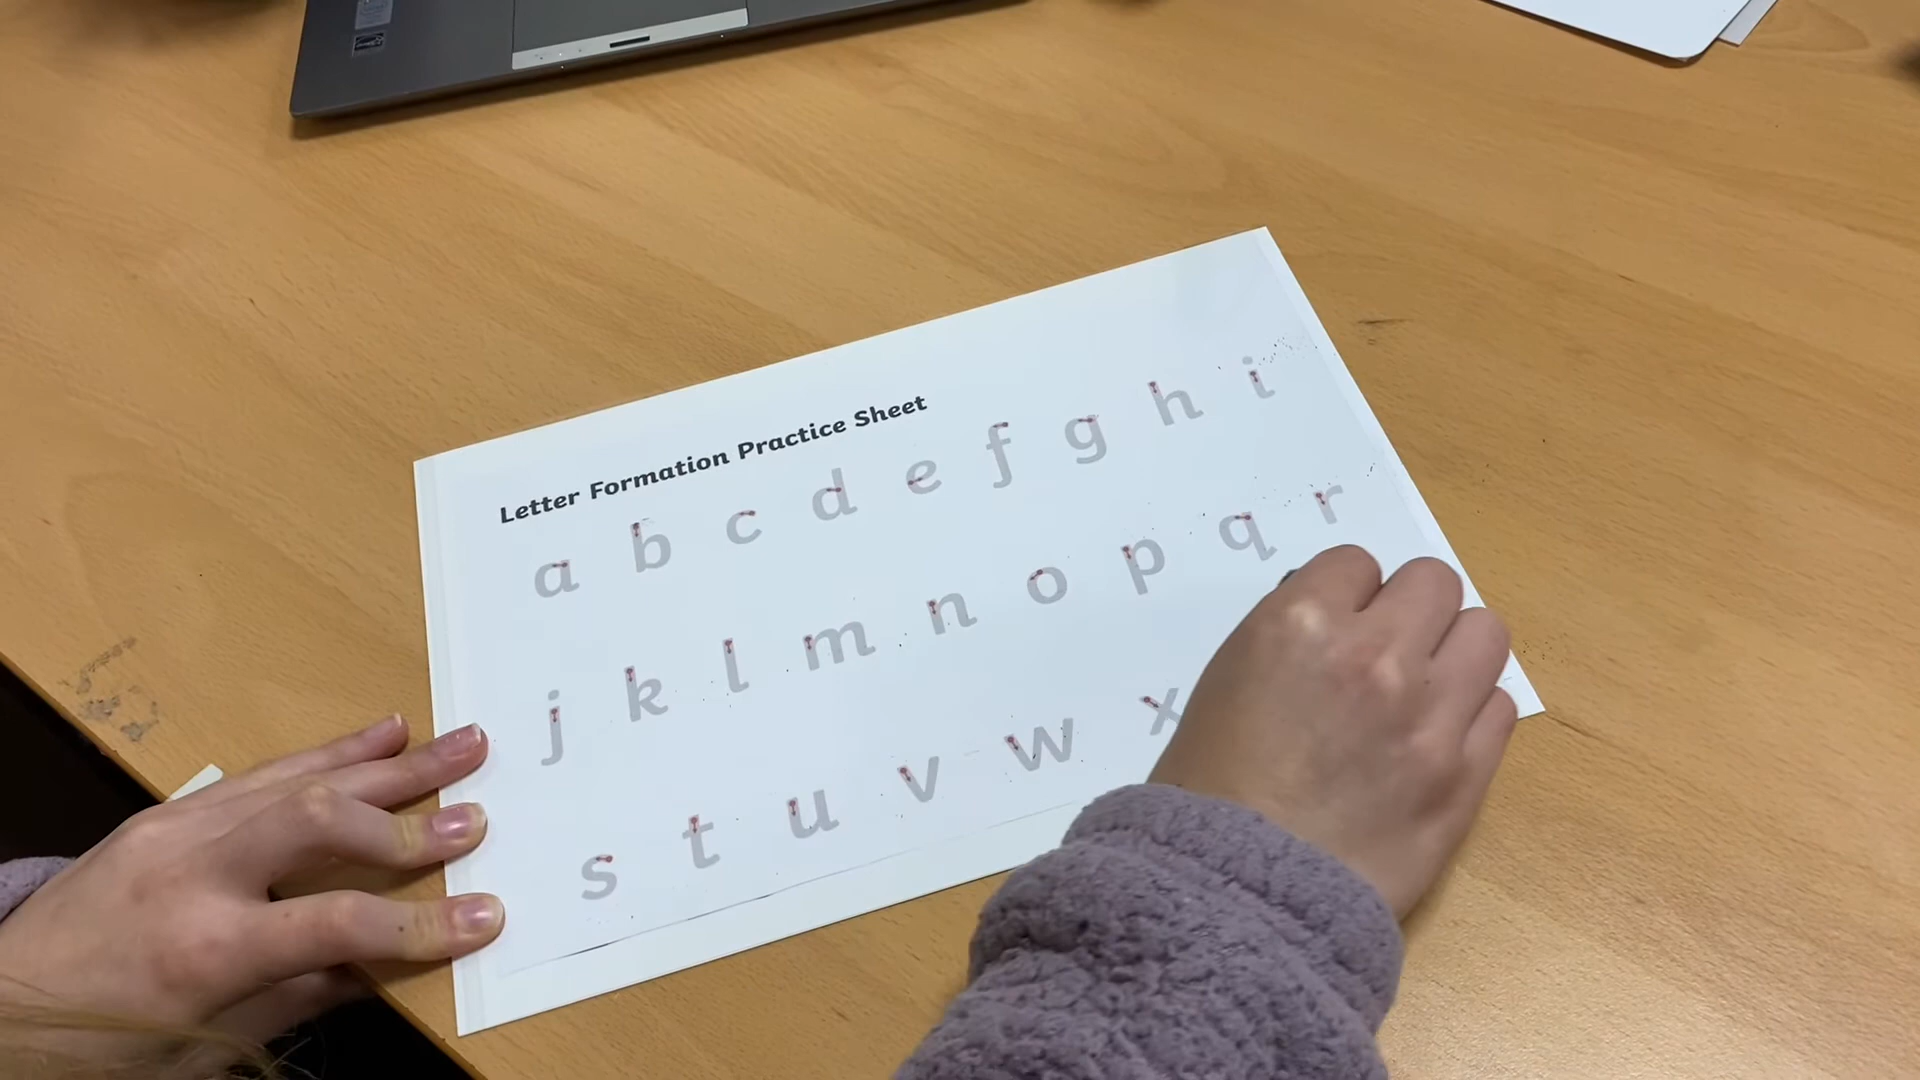 Letter Formation Practice Sheet
a b c d e f g h i
j k l m n o p q r
s t u v w x